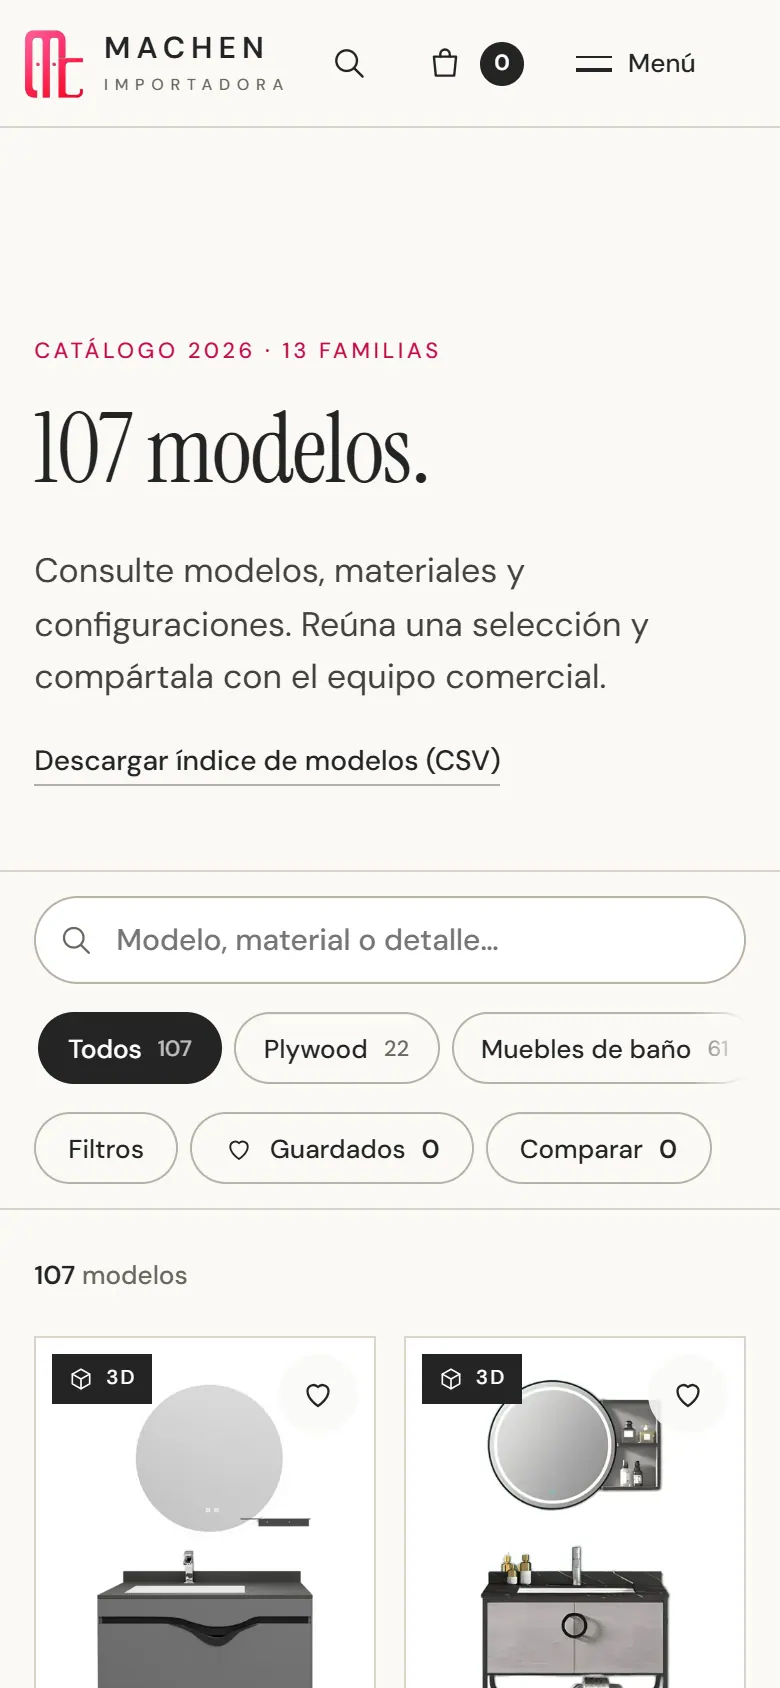 MACHEN
IMPORTADORA
0
Menú
CATÁLOGO 2026 · 13 FAMILIAS
107 modelos.
Consulte modelos, materiales y
configuraciones. Reúna una selección y
compártala con el equipo comercial.
Descargar índice de modelos (CSV)
Modelo, material o detalle...
Todos 107
Plywood 22
Muebles de baño 61
Filtros
Guardados 0
Comparar 0
107 modelos
3D
3D